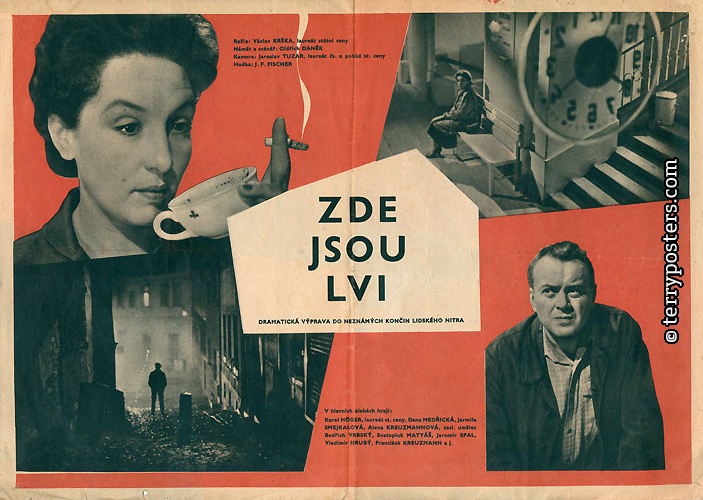 Režie: Václav KRŠKA, laureát státní ceny
Námět a scénář: Oldřich DANĚK
Kamera: Jaroslav TUZAR, laureát čs. a polské st. ceny
Hudba: J. F. FISCHER
ZDE
JSOU
LVI
DRAMATICKÁ VÝPRAVA DO NEZNÁMÝCH KONČIN LIDSKÉHO NITRA
V hlavních úlohách hrají:
Karel HÖGER, laureát st. ceny, Dana MEDŘICKÁ, Jarmila
SMEJKALOVÁ, Alena KREUZMANNOVÁ, zasl. umělec
Bedřich VRBSKÝ, Svatopluk MATYÁŠ, Jaromír SPAL,
Vladimír HRUBÝ, František KREUZMANN a j.
©terryposters.com